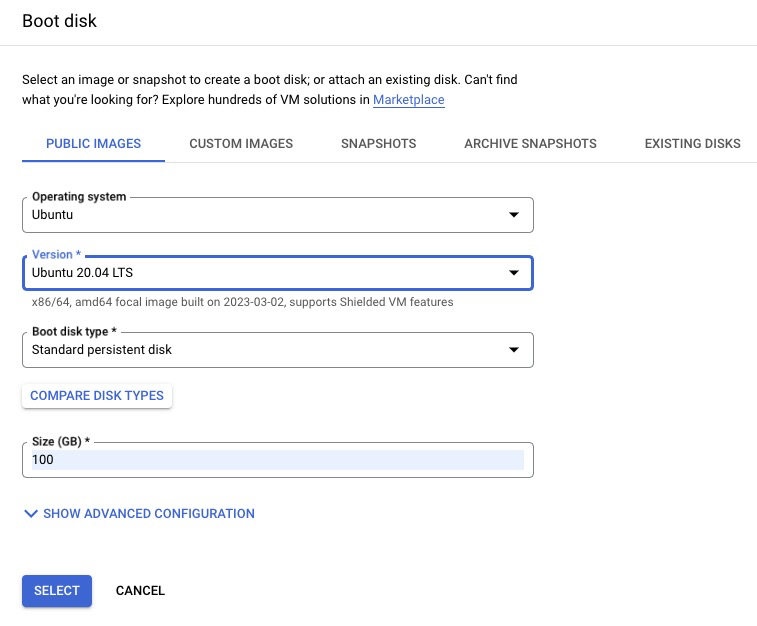 Boot disk
Select an image or snapshot to create a boot disk; or attach an existing disk. Can't find
what you're looking for? Explore hundreds of VM solutions in Marketplace
PUBLIC IMAGES
CUSTOM IMAGES
SNAPSHOTS
ARCHIVE SNAPSHOTS
EXISTING DISKS
Operating system
Ubuntu
Version *
Ubuntu 20.04 LTS
x86/64, amd64 focal image built on 2023-03-02, supports Shielded VM features
Boot disk type *
Standard persistent disk
COMPARE DISK TYPES
Size (GB) *
100
SHOW ADVANCED CONFIGURATION
SELECT
CANCEL